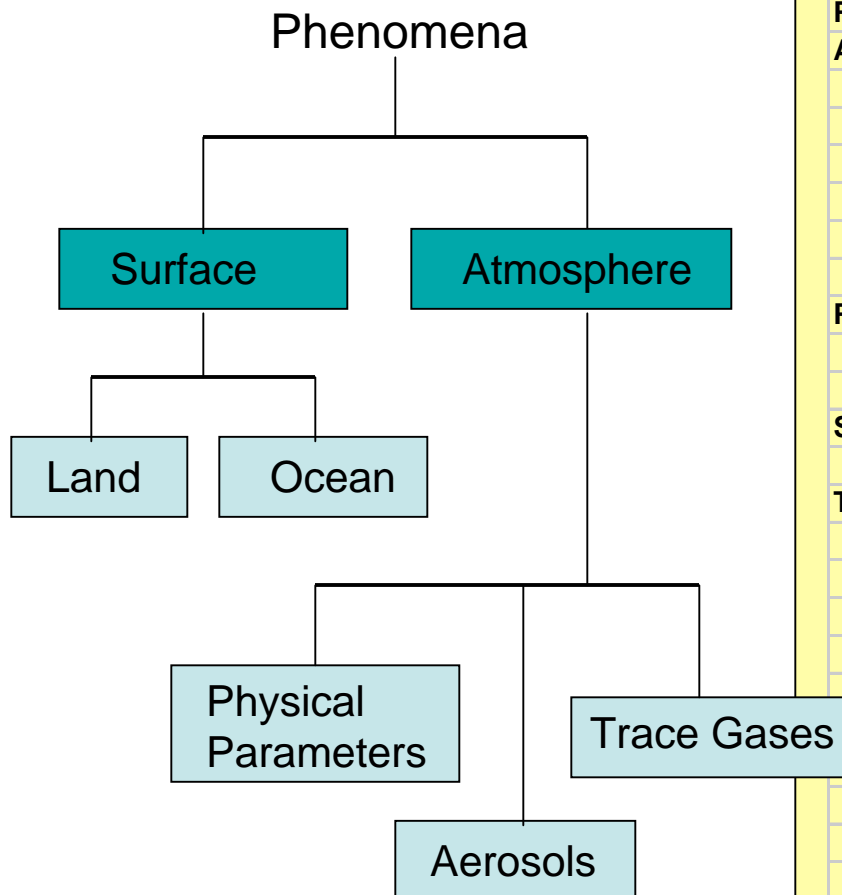 Phenomena
Surface
Atmosphere
Land
Ocean
Physical
Parameters
Trace Gases
Aerosols